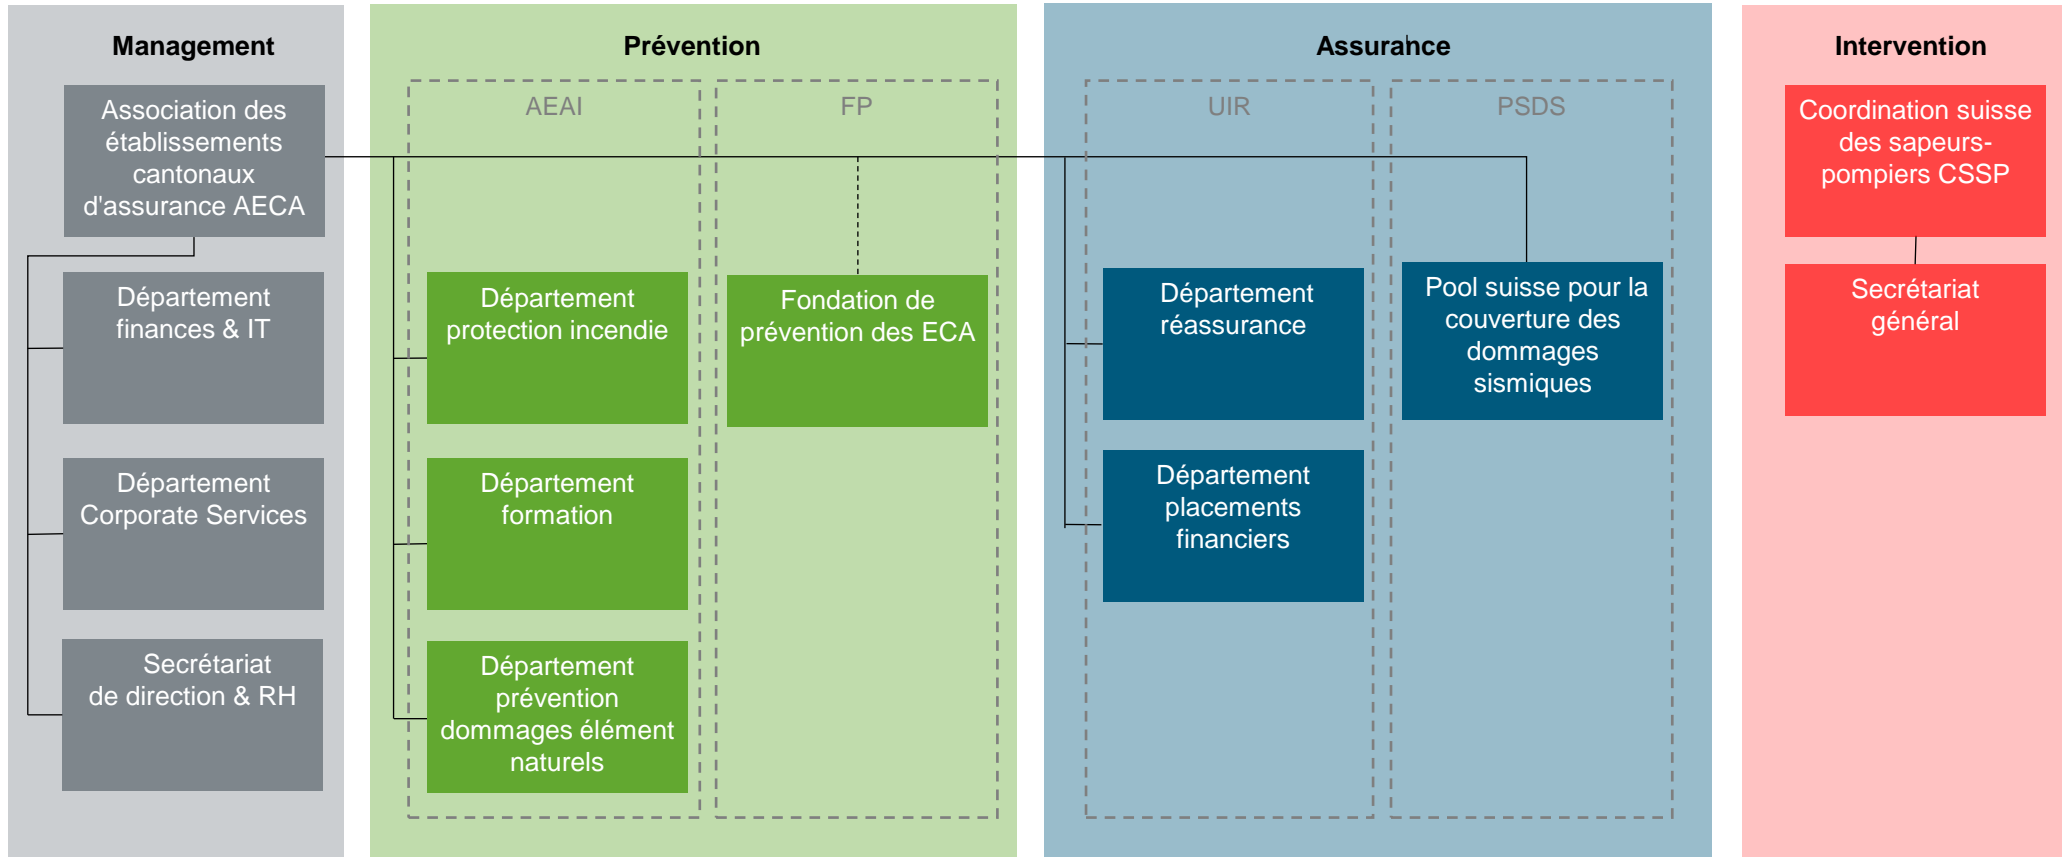 Management
Association des
établissements
cantonaux
d'assurance AECA
Département
finances & IT
Département
Corporate Services
Secrétariat
de direction & RH
Prévention
AEAI
FP
Département
protection incendie
Fondation de
prévention des ECA
Département
formation
Département
prévention
dommages élément
naturels
Assurance
UIR
PSDS
Département
réassurance
Pool suisse pour la
couverture des
dommages
sismiques
Département
placements
financiers
Intervention
Coordination suisse
des sapeurs-
pompiers CSSP
Secrétariat
général